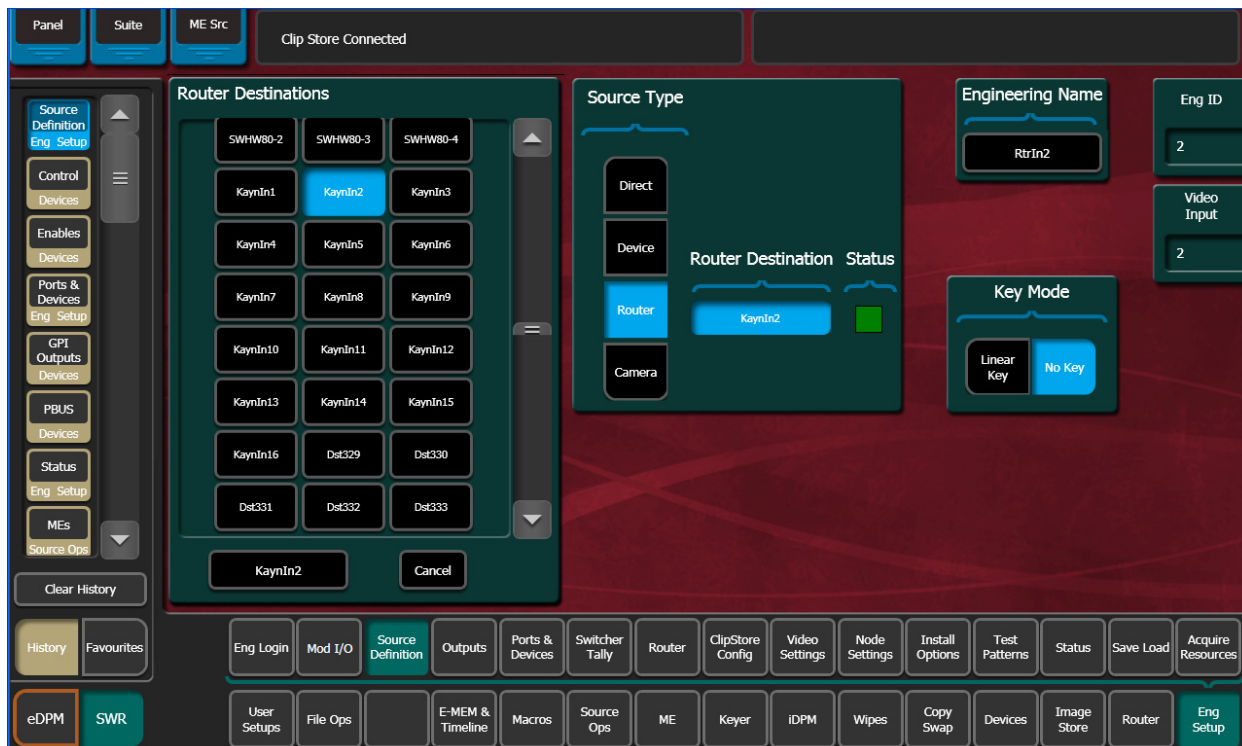 Panel
Suite
ME Src
Clip Store Connected
Source
Definition
Eng Setup
Control
Devices
Enables
Devices
Ports &
Devices
Eng Setup
GPI
Outputs
Devices
PBUS
Devices
Status
Eng Setup
MEs
Source Ops
Clear History
History
Favourites
eDPM
SWR
Router Destinations
SWHW80-2
SWHW80-3
SWHW80-4
KaynIn1
KaynIn2
KaynIn3
KaynIn4
KaynIn5
KaynIn6
KaynIn7
KaynIn8
KaynIn9
KaynIn10
KaynIn11
KaynIn12
KaynIn13
KaynIn14
KaynIn15
KaynIn16
Dst329
Dst330
Dst331
Dst332
Dst333
KaynIn2
Cancel
Source Type
Direct
Device
Router
Camera
Router Destination
Status
KaynIn2
Engineering Name
RtrIn2
Eng ID
2
Video
Input
2
Key Mode
Linear
Key
No Key
Eng Login
Mod I/O
Source
Definition
Outputs
Ports &
Devices
Switcher
Tally
Router
ClipStore
Config
Video
Settings
Node
Settings
Install
Options
Test
Patterns
Status
Save Load
Acquire
Resources
User
Setups
File Ops
E-MEM &
Timeline
Macros
Source
Ops
ME
Keyer
iDPM
Wipes
Copy
Swap
Devices
Image
Store
Router
Eng
Setup